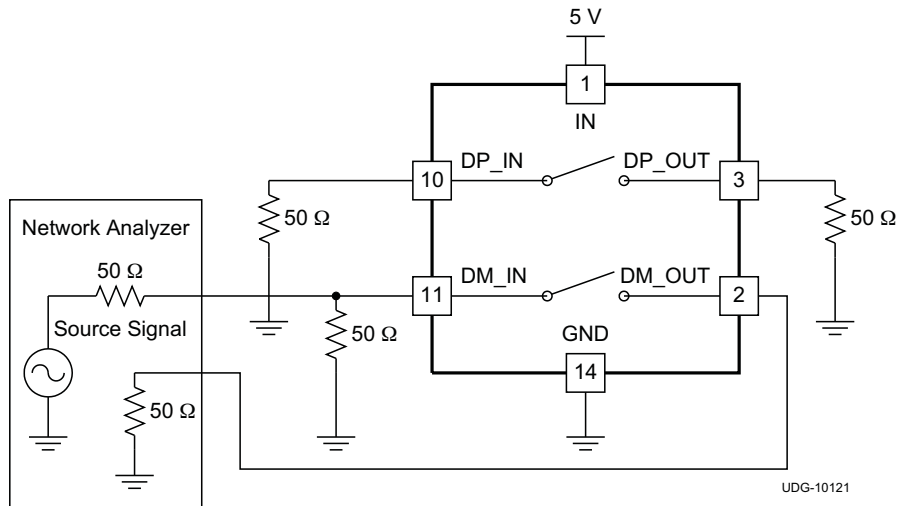 5 V
1
IN
DP_IN
DP_OUT
10
3
50 Ω
50 Ω
Network Analyzer
50 Ω
DM_IN
DM_OUT
11
2
Source Signal
50 Ω
GND
14
50 Ω
UDG-10121